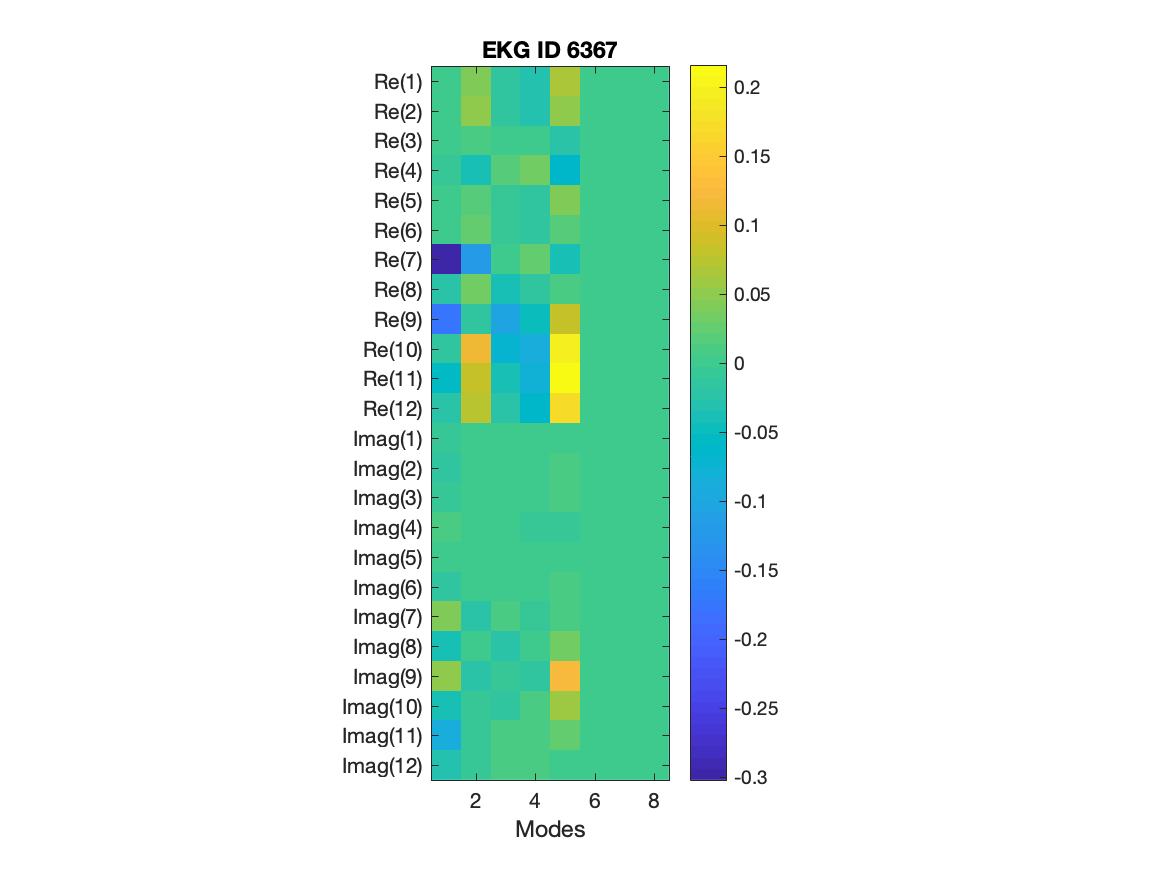 EKG ID 6367
Re(1)
Re(2)
Re(3)
Re(4)
Re(5)
Re(6)
Re(7)
Re(8)
Re(9)
Re(10)
Re(11)
Re(12)
Imag(1)
Imag(2)
Imag(3)
Imag(4)
Imag(5)
Imag(6)
Imag(7)
Imag(8)
Imag(9)
Imag(10)
Imag(11)
Imag(12)
2 4 6 8
Modes
0.2
0.15
0.1
0.05
0
-0.05
-0.1
-0.15
-0.2
-0.25
-0.3